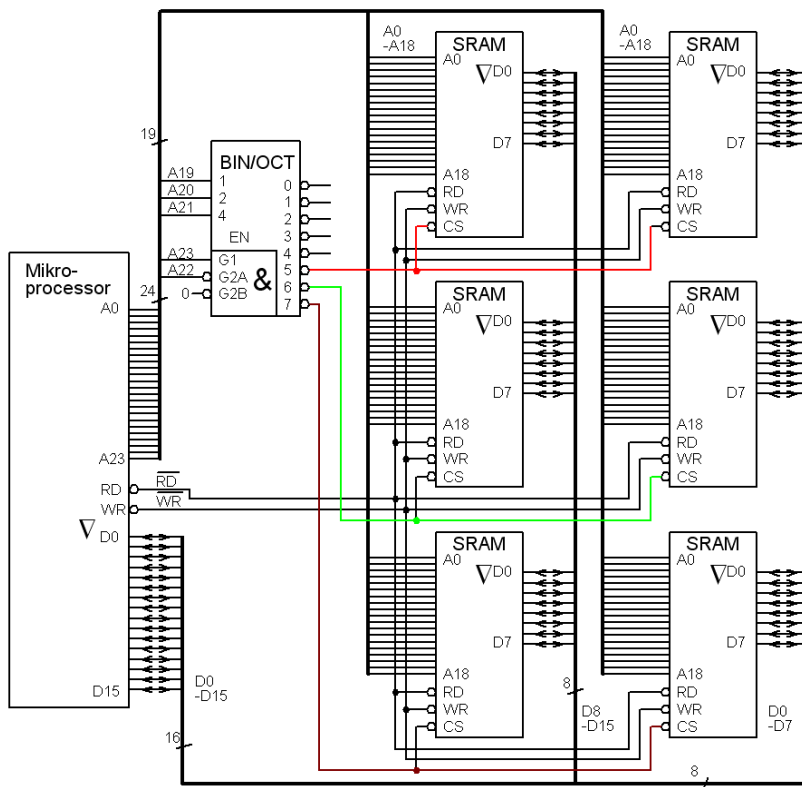 A0
-A18
SRAM
A0
D0
D7
A18
RD
WR
CS
A0
-A18
SRAM
A0
D0
D7
A18
RD
WR
CS
19
BIN/OCT
A19
1
A20
2
A21
4
EN
A23
G1
A22
G2A
0
G2B
&
0
1
2
3
4
5
6
7
Mikro-
processor
24
A0
A23
RD
WR
D0
D15
RD
WR
D0
-D15
16
SRAM
A0
D0
D7
A18
RD
WR
CS
SRAM
A0
D0
D7
A18
RD
WR
CS
SRAM
A0
D0
D7
A18
RD
WR
CS
8
D8
-D15
SRAM
A0
D0
D7
A18
RD
WR
CS
D0
-D7
8